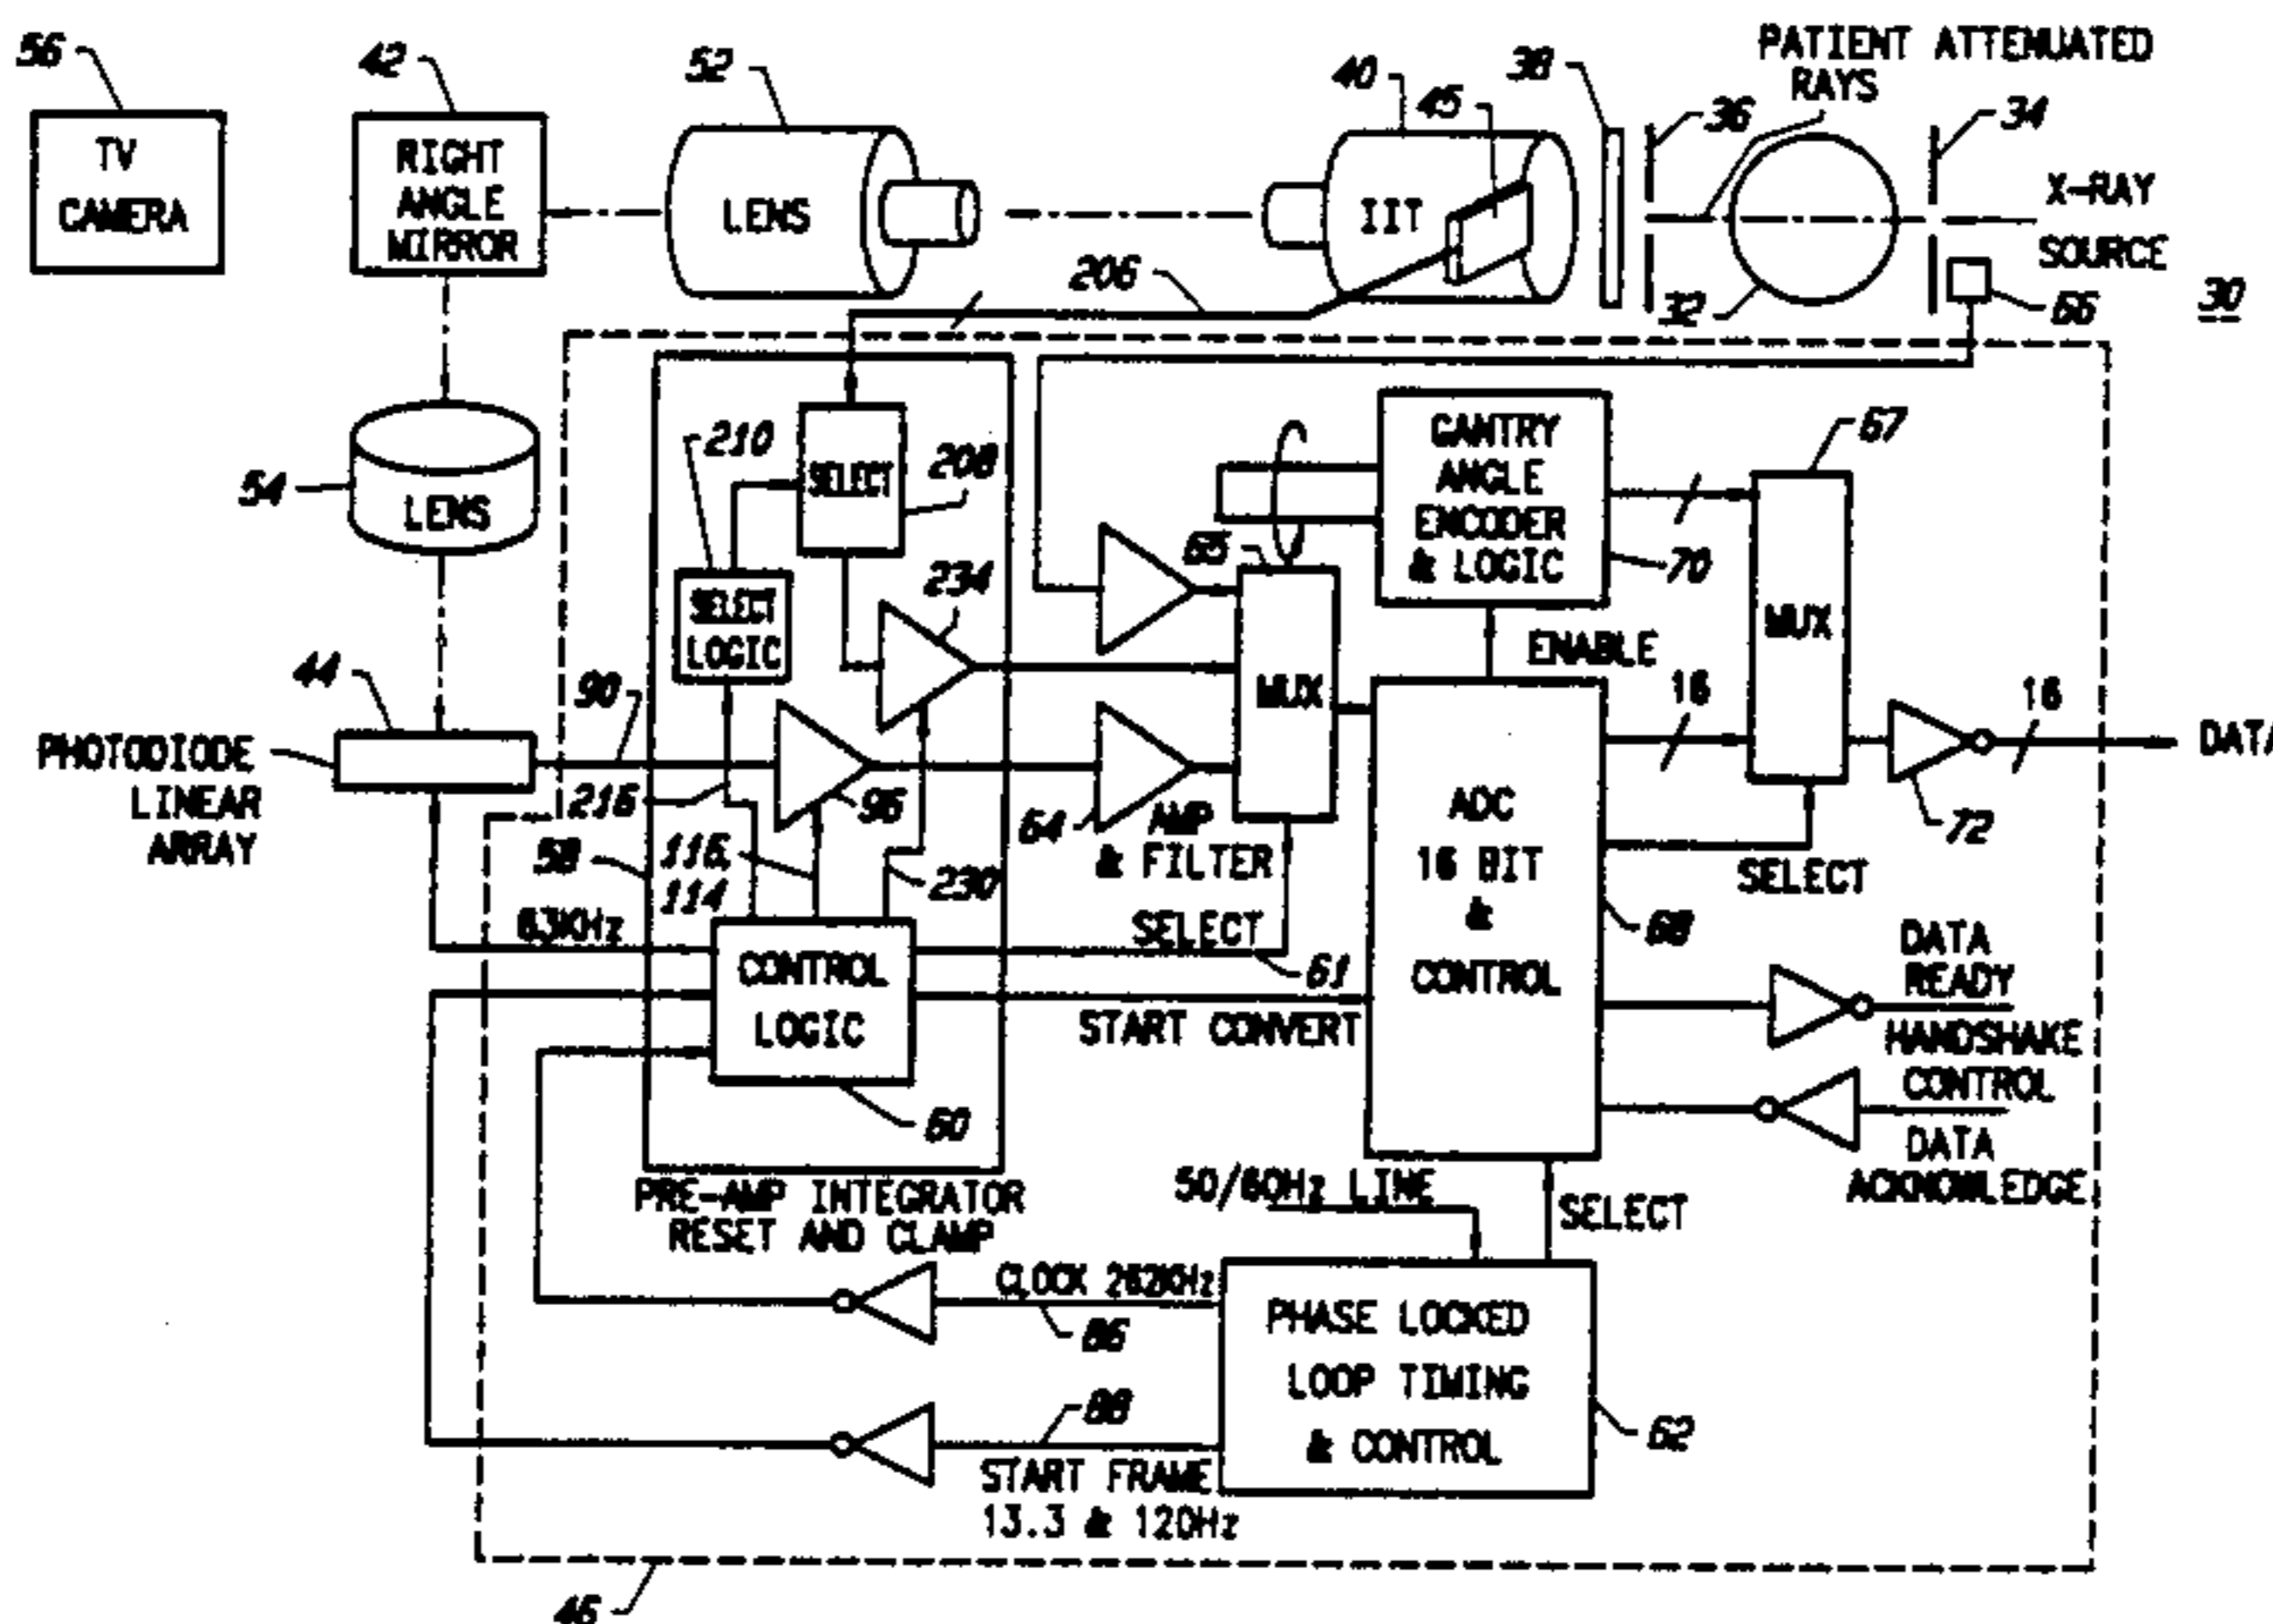 56
TV
CAMERA
42
RIGHT
ANGLE
MIRROR
52
LENS
40
45
IIT
38
36
PATIENT ATTENUATED
RAYS
34
X-RAY
SOURCE
32
66
30
206
54
LENS
210
SELECT
208
SELECT
LOGIC
234
65
MUX
GANTRY
ANGLE
ENCODER
& LOGIC
70
ENABLE
67
MUX
44
PHOTODIODE
LINEAR
ARRAY
90
216
96
64
AMP
& FILTER
ADC
16 BIT
&
CONTROL
68
16
SELECT
72
16
DATA
58
116,
114
230
63KHz
CONTROL
LOGIC
60
SELECT
61
START CONVERT
DATA
READY
HANDSHAKE
CONTROL
DATA
ACKNOWLEDGE
PRE-AMP INTEGRATOR
RESET AND CLAMP
50/60Hz LINE
SELECT
CLOCK 262KHz
86
PHASE LOCKED
LOOP TIMING
& CONTROL
62
88
START FRAME
13.3 & 120Hz
46